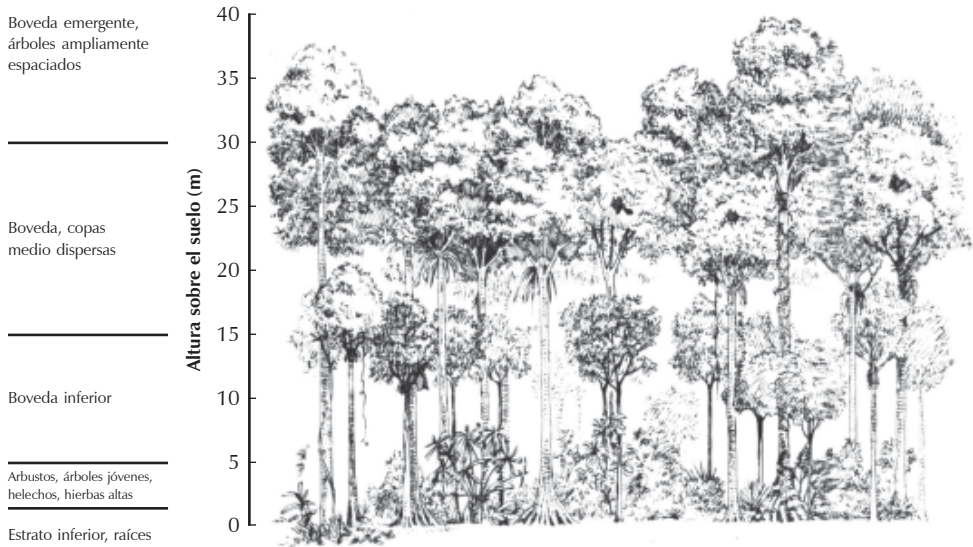 Boveda emergente,
árboles ampliamente
espaciados
Boveda, copas
medio dispersas
Boveda inferior
Arbustos, árboles jóvenes,
helechos, hierbas altas
Estrato inferior, raíces
Altura sobre el suelo (m)
40
35
30
25
20
15
10
5
0